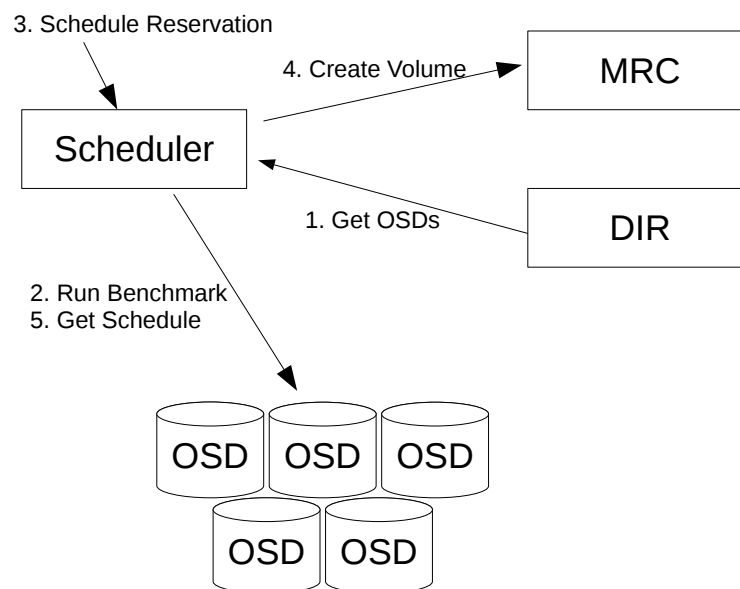 3. Schedule Reservation
4. Create Volume
MRC
Scheduler
1. Get OSDs
DIR
2. Run Benchmark
5. Get Schedule
OSD
OSD
OSD
OSD
OSD